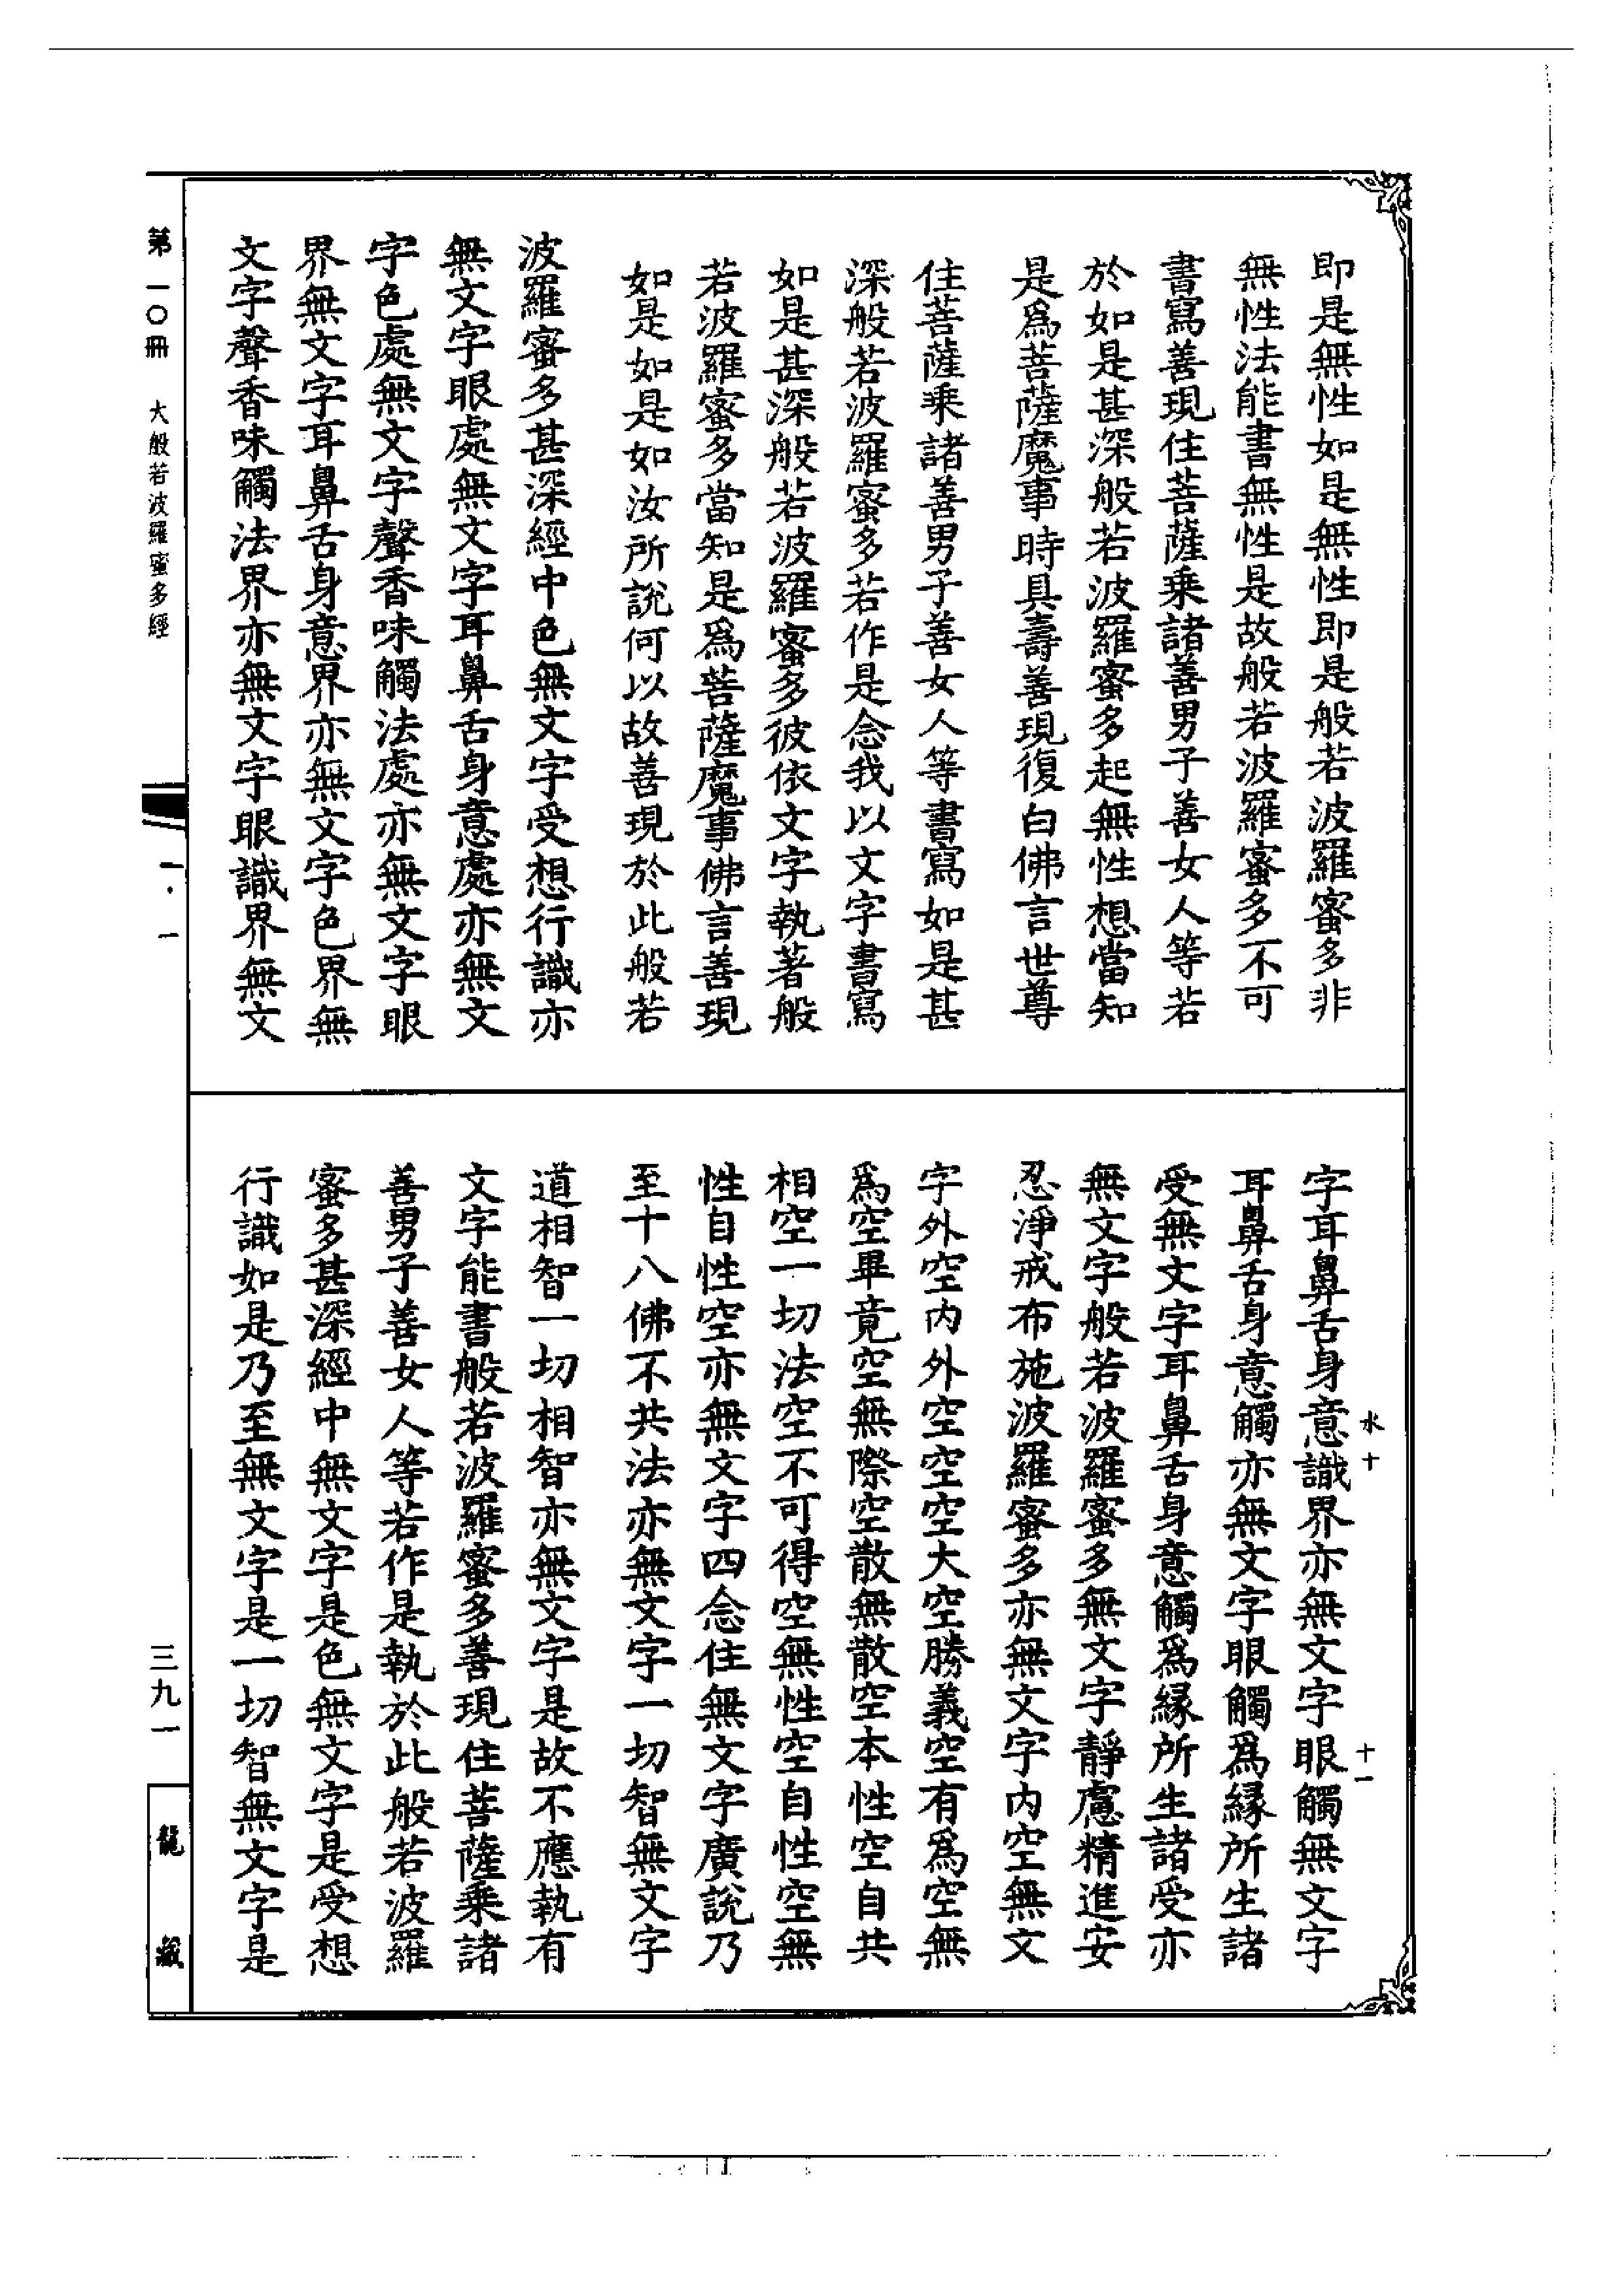 即是無性如是無性即是般若波羅蜜多非
無性法能書無性是故般若波羅蜜多不可
書寫善現住菩薩乘諸善男子善女人等若
於如是甚深般若波羅蜜多起無性想當知
是爲菩薩魔事時具壽善現復白佛言世尊
住菩薩乘諸善男子善女人等書寫如是甚
深般若波羅蜜多若作是念我以文字書寫
如是甚深般若波羅蜜多彼依文字執著般
若波羅蜜多當知是爲菩薩魔事佛言善現
如是如是如汝所說何以故善現於此般若
波羅蜜多甚深經中色無文字受想行識亦
無文字眼處無文字耳鼻舌身意處亦無文
字色處無文字聲香味觸法處亦無文字眼
界無文字耳鼻舌身意界亦無文字色界無
文字聲香味觸法界亦無文字眼識界無文
字耳鼻舌身意識界亦無文字眼觸無文字
耳鼻舌身意觸亦無文字眼觸爲緣所生諸
受無文字耳鼻舌身意觸爲緣所生諸受亦
無文字般若波羅蜜多無文字靜慮精進安
忍淨戒布施波羅蜜多亦無文字內空無文
字外空內外空空空大空勝義空有爲空無
爲空畢竟空無際空散無散空本性空自共
相空一切法空不可得空無性空自性空無
性自性空亦無文字四念住無文字廣說乃
至十八佛不共法亦無文字一切智無文字
道相智一切相智亦無文字是故不應執有
文字能書般若波羅蜜多善現住菩薩乘諸
善男子善女人等若作是執於此般若波羅
蜜多甚深經中無文字是色無文字是受想
行識如是乃至無文字是一切智無文字是
水十
十一
第一〇冊 大般若波羅蜜多經
一·一
三九一
龍藏